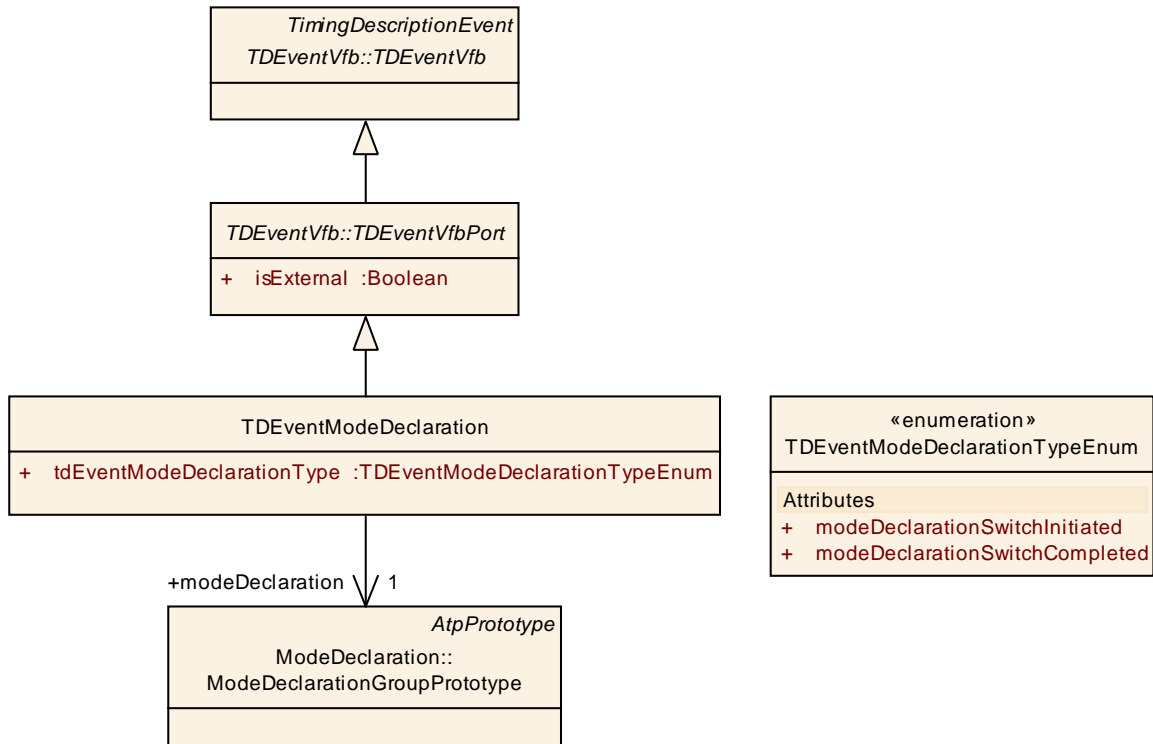 TimingDescriptionEvent
TDEventVfb::TDEventVfb
TDEventVfb::TDEventVfbPort
+ isExternal :Boolean
TDEventModeDeclaration
+ tdEventModeDeclarationType :TDEventModeDeclarationTypeEnum
«enumeration»
TDEventModeDeclarationTypeEnum
Attributes
+ modeDeclarationSwitchInitiated
+ modeDeclarationSwitchCompleted
+modeDeclaration 1
AtpPrototype
ModeDeclaration::
ModeDeclarationGroupPrototype